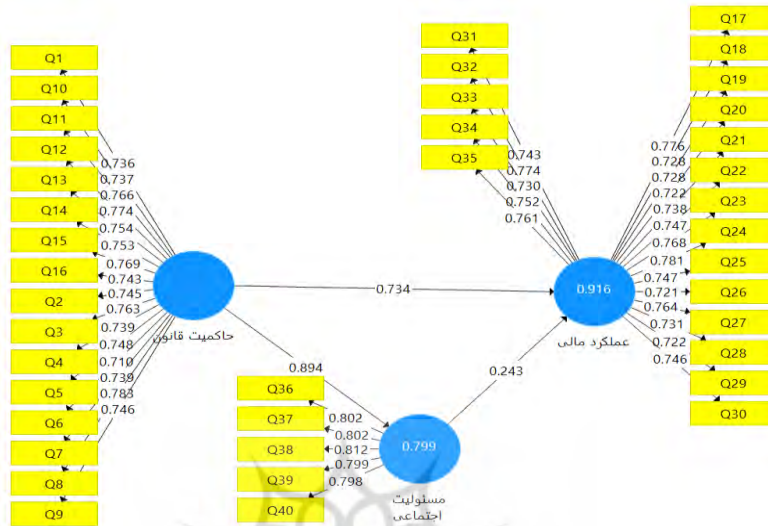 Q1
Q10
Q11
Q12
Q13
Q14
Q15
Q16
Q2
Q3
Q4
Q5
Q6
Q7
Q8
Q9
0.736
0.737
0.766
0.774
0.754
0.753
0.769
0.743
0.745
0.763
0.739
0.748
0.710
0.739
0.783
0.746
حاکمیت قانون
0.734
0.894
0.243
Q31
Q32
Q33
Q34
Q35
0.743
0.774
0.730
0.752
0.761
0.916
عملکرد مالی
0.776
0.728
0.728
0.722
0.738
0.747
0.768
0.781
0.747
0.721
0.764
0.731
0.722
0.746
Q17
Q18
Q19
Q20
Q21
Q22
Q23
Q24
Q25
Q26
Q27
Q28
Q29
Q30
Q36
Q37
Q38
Q39
Q40
0.802
0.802
0.812
0.799
0.798
0.799
مسئولیت
اجتماعی